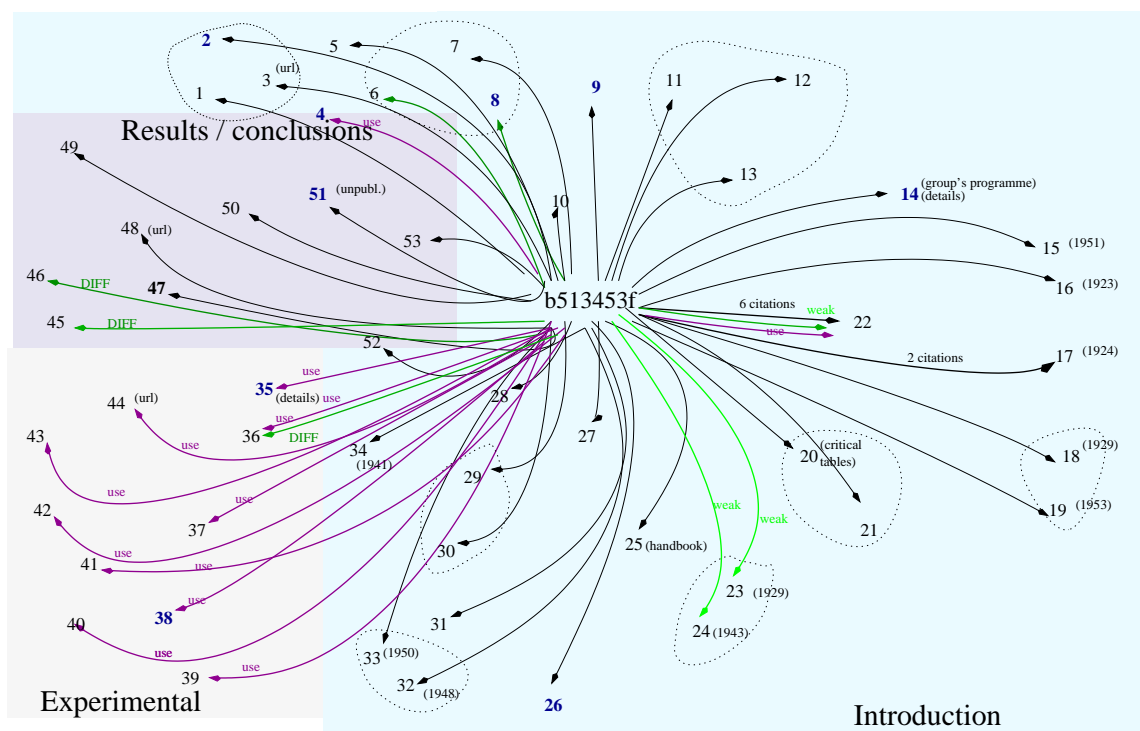 2
5
7
(url)
3
1
6
8
9
11
12
4
use
Results / conclusions
49
13
51 (unpubl.)
14 (group's programme)
(details)
50
10
48 (url)
53
15 (1951)
46
DIFF
47
16 (1923)
b513453f
6 citations
weak
45
DIFF
use
22
52
2 citations
17 (1924)
use
35
(details) use
28
44 (url)
use
36
DIFF
27
43
use
34
(1941)
20 (critical
tables)
18 (1929)
29
use
use
42
37
weak
weak
21
19 (1953)
use
30
25 (handbook)
41
use
use
23 (1929)
40
38
31
24 (1943)
use
33 (1950)
use
39
32 (1948)
Experimental
26
Introduction